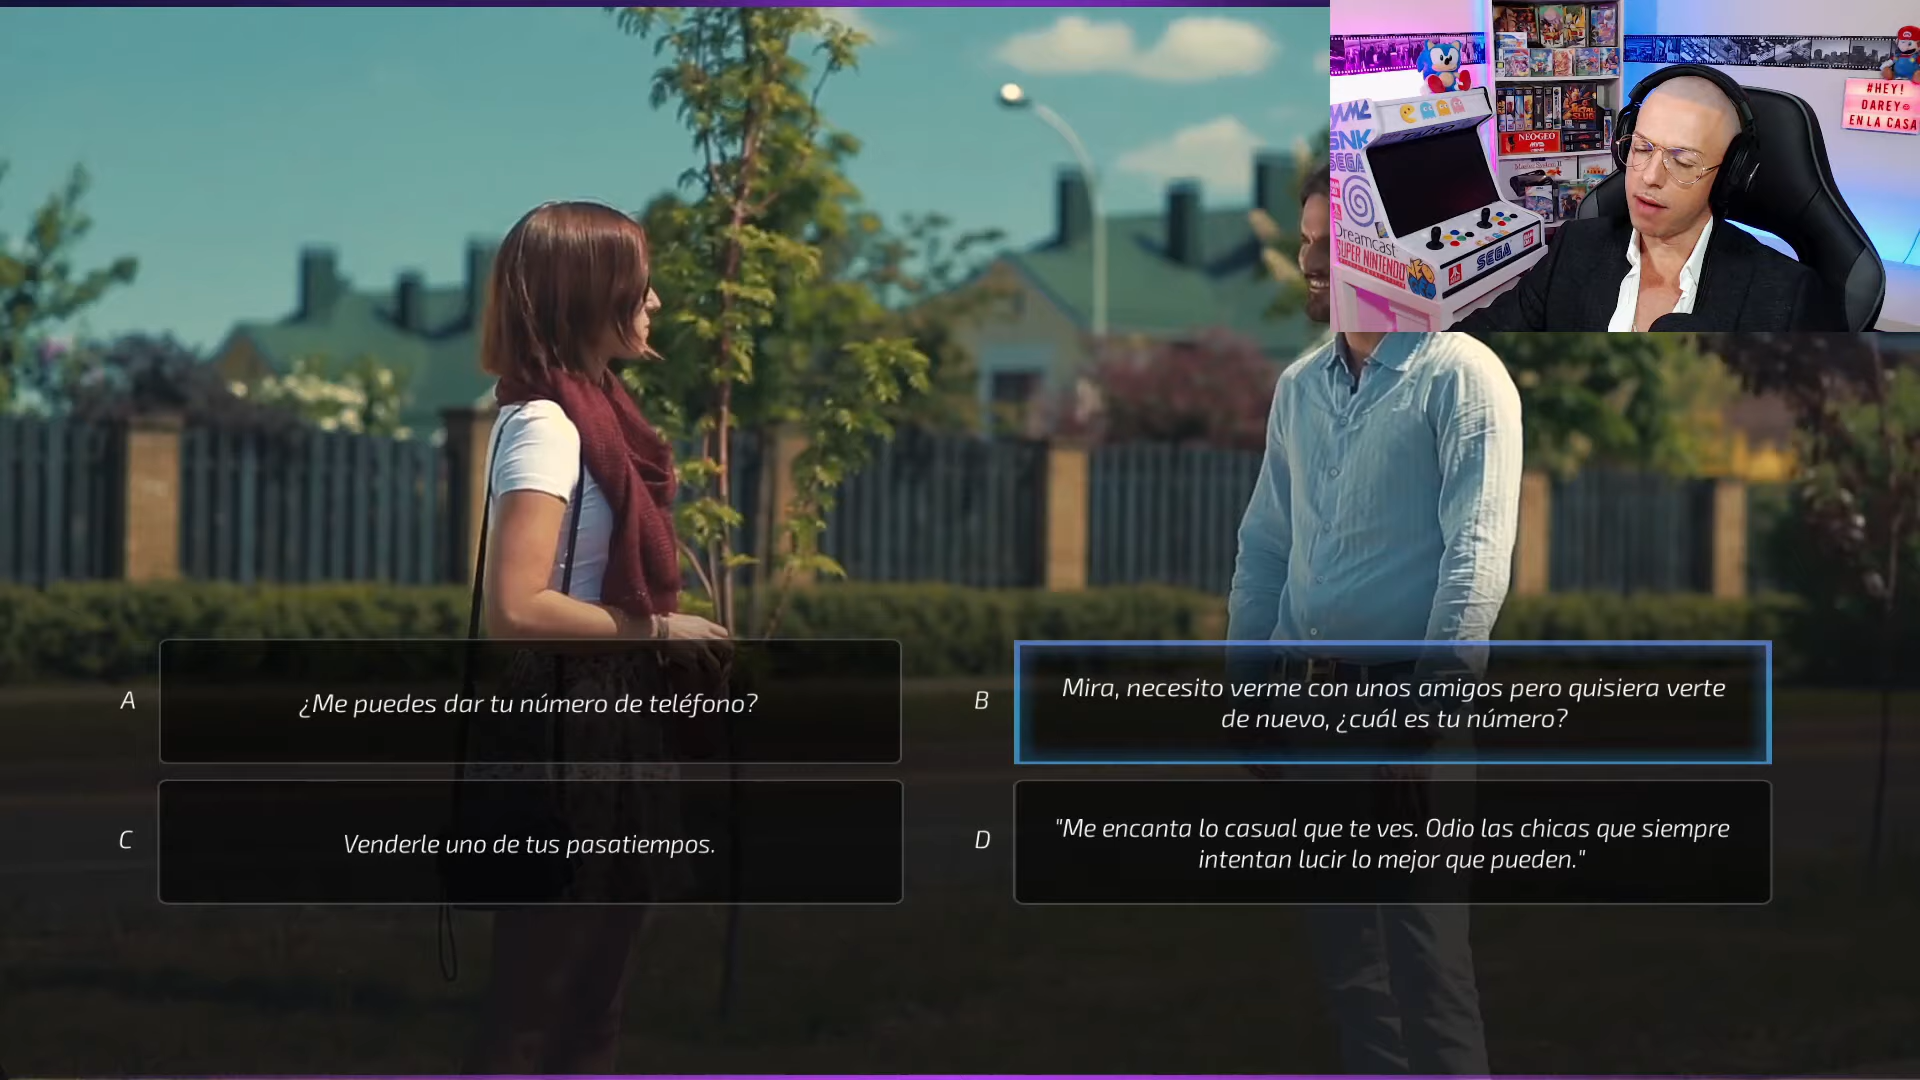 #HEY!
DAREY
EN LA CASA
SNK
SEGA
NEO-GEO
Dreamcast
SUPER NINTENDO
SEGA
A
¿Me puedes dar tu número de teléfono?
B
Mira, necesito verme con unos amigos pero quisiera verte
de nuevo, ¿cuál es tu número?
C
Venderle uno de tus pasatiempos.
D
"Me encanta lo casual que te ves. Odio las chicas que siempre
intentan lucir lo mejor que pueden."